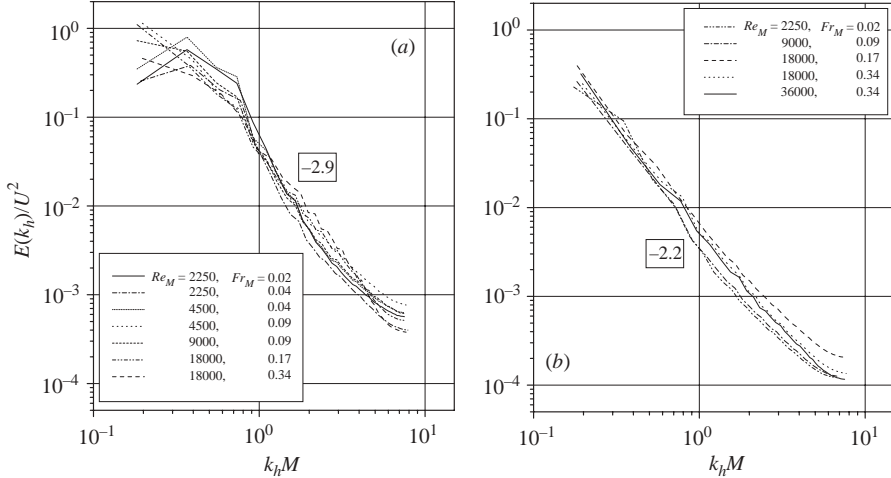 (a)
10^0
10^{-1}
10^{-2}
10^{-3}
10^{-4}
E(k_h)/U^2
–2.9
Re_M = 2250, Fr_M = 0.02
2250, 0.04
4500, 0.04
4500, 0.09
9000, 0.09
18000, 0.17
18000, 0.34
10^{-1} 10^0 10^1
k_hM
Re_M = 2250, Fr_M = 0.02
9000, 0.09
18000, 0.17
18000, 0.34
36000, 0.34
10^0
10^{-1}
10^{-2}
10^{-3}
10^{-4}
–2.2
(b)
10^{-1} 10^0 10^1
k_hM